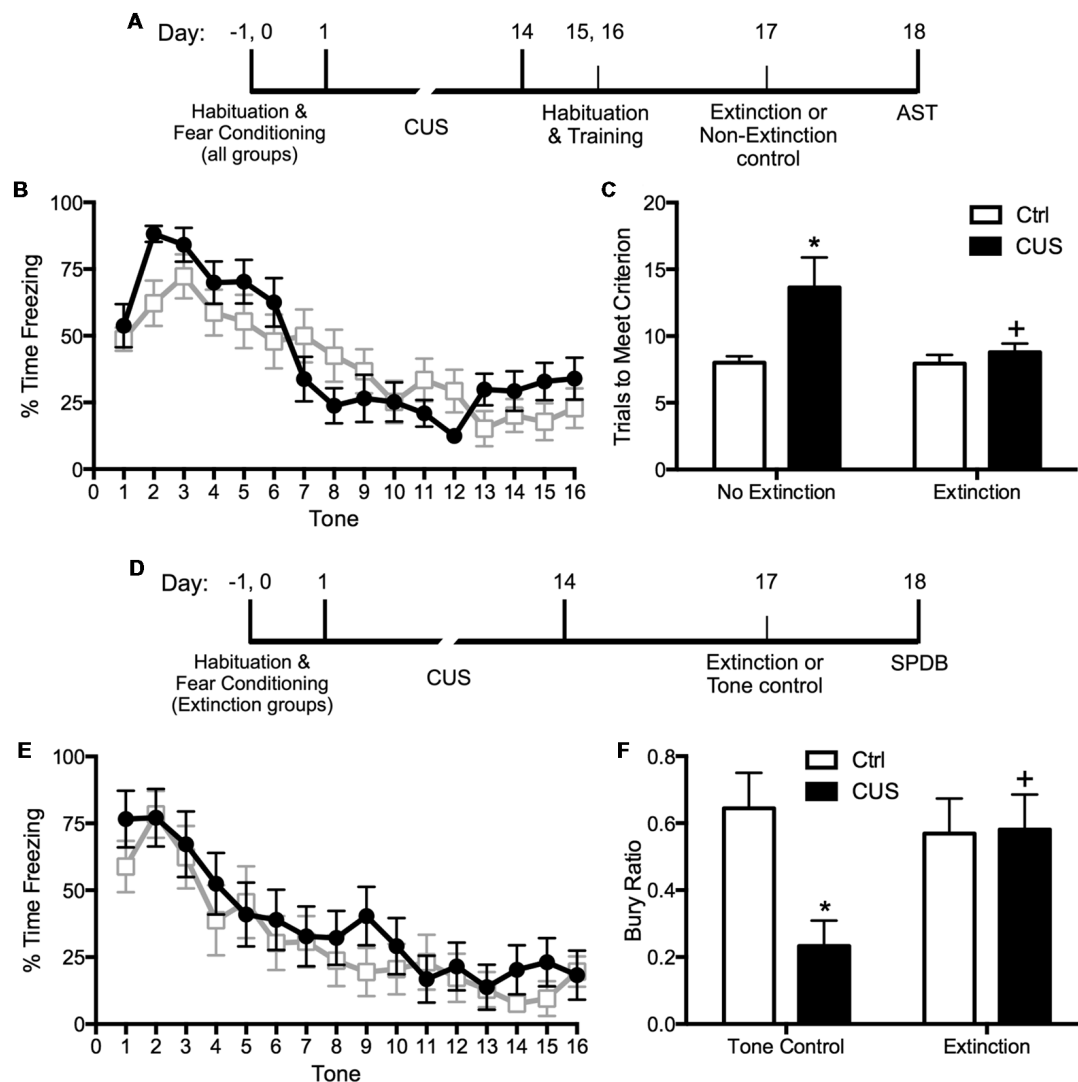 A
Day: -1, 0 1 14 15, 16 17 18
Habituation &
Fear Conditioning
(all groups)
CUS
Habituation
& Training
Extinction or
Non-Extinction
control
AST
B
% Time Freezing
100
75
50
25
0
0 1 2 3 4 5 6 7 8 9 10 11 12 13 14 15 16
Tone
C
Trials to Meet Criterion
20
15
10
5
0
Ctrl
CUS
*
+
No Extinction Extinction
D
Day: -1, 0 1 14 17 18
Habituation &
Fear Conditioning
(Extinction groups)
CUS
Extinction or
Tone control
SPDB
E
% Time Freezing
100
75
50
25
0
0 1 2 3 4 5 6 7 8 9 10 11 12 13 14 15 16
Tone
F
Bury Ratio
0.8
0.6
0.4
0.2
0.0
Ctrl
CUS
*
+
Tone Control Extinction